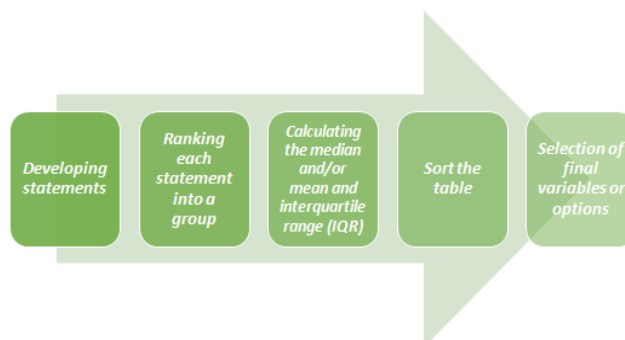 Developing
statements
Ranking
each
statement
into a
group
Calculating
the median
and/or
mean and
interquartile
range (IQR)
Sort the
table
Selection of
final
variables or
options